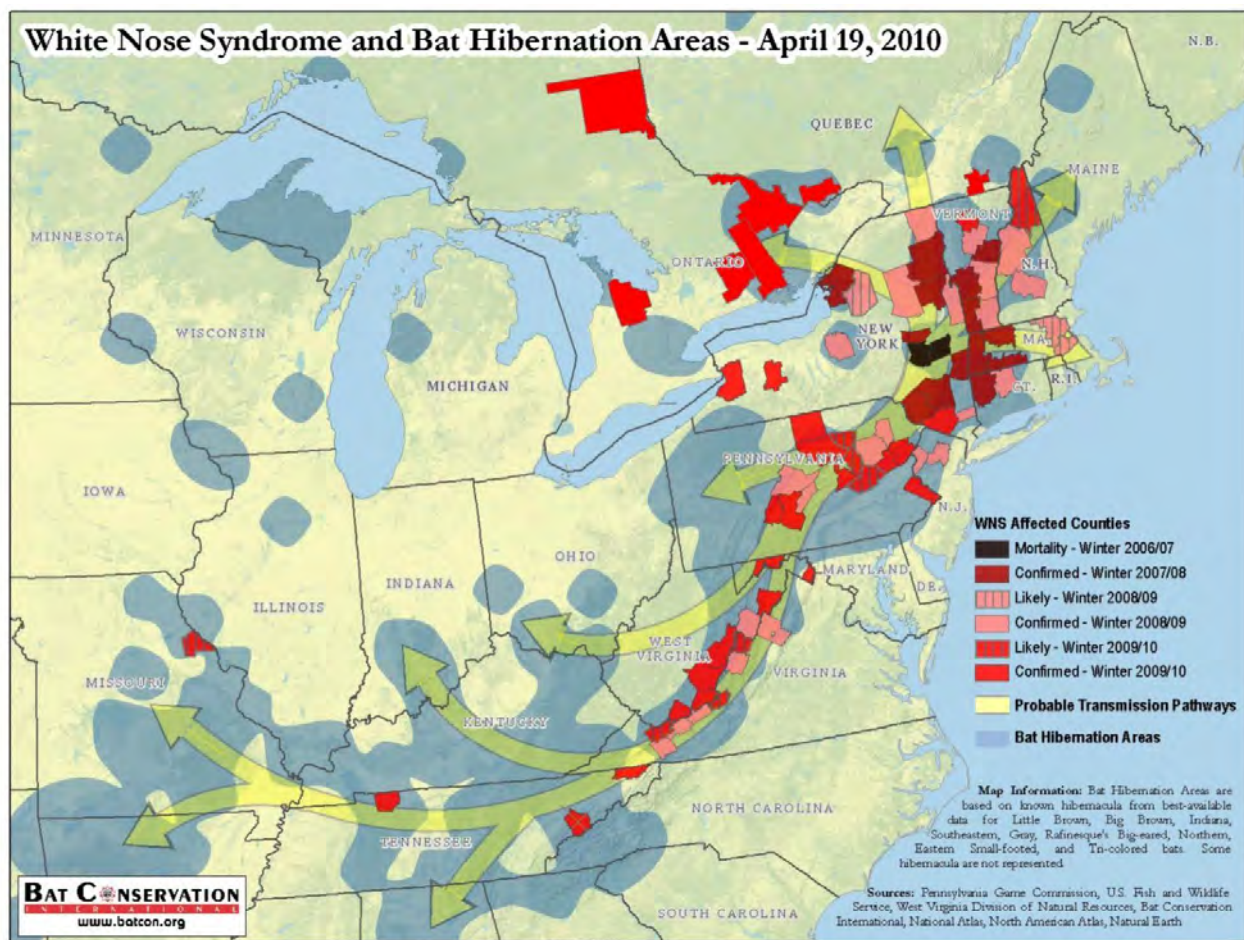 White Nose Syndrome and Bat Hibernation Areas - April 19, 2010
N.B.
QUEBEC
MAINE
MINNESOTA
VERMONT
ONTARIO
N.H.
WISCONSIN
NEW
YORK
MA.
MICHIGAN
CT.
R.I.
PENNSYLVANIA
IOWA
N.J.
OHIO
MARYLAND
DE.
INDIANA
ILLINOIS
WEST
VIRGINIA
VIRGINIA
MISSOURI
KENTUCKY
NORTH CAROLINA
TENNESSEE
SOUTH CAROLINA
WNS Affected Counties
Mortality - Winter 2006/07
Confirmed - Winter 2007/08
Likely - Winter 2008/09
Confirmed - Winter 2008/09
Likely - Winter 2009/10
Confirmed - Winter 2009/10
Probable Transmission Pathways
Bat Hibernation Areas
Map Information: Bat Hibernation Areas are
based on known hibernacula from best-available
data for Little Brown, Big Brown, Indiana,
Southeastern, Gray, Rafinesque's Big-eared, Northern,
Eastern Small-footed, and Tri-colored bats. Some
hibernacula are not represented
Sources: Pennsylvania Game Commission, U.S. Fish and Wildlife
Service, West Virginia Division of Natural Resources, Bat Conservation
International, National Atlas, North American Atlas, Natural Earth
BAT CONSERVATION
INTERNATIONAL
www.batcon.org